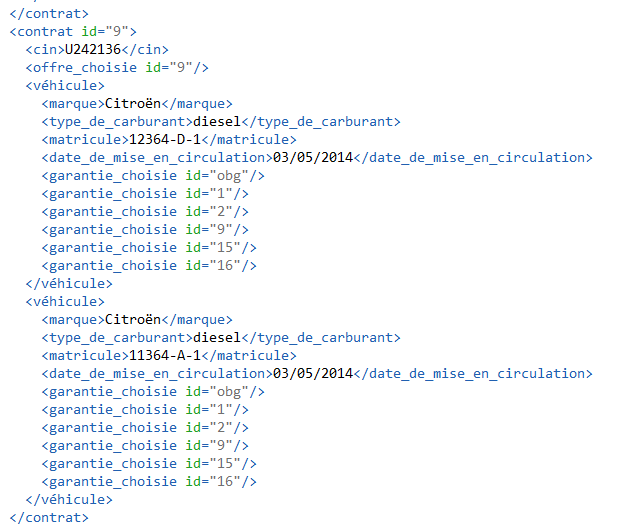 </contrat>
<contrat id="9">
<cin>U242136</cin>
<offre_choisie id="9"/>
<véhicule>
<marque>Citroën</marque>
<type_de_carburant>diesel</type_de_carburant>
<matricule>12364-D-1</matricule>
<date_de_mise_en_circulation>03/05/2014</date_de_mise_en_circulation>
<garantie_choisie id="obg"/>
<garantie_choisie id="1"/>
<garantie_choisie id="2"/>
<garantie_choisie id="9"/>
<garantie_choisie id="15"/>
<garantie_choisie id="16"/>
</véhicule>
<véhicule>
<marque>Citroën</marque>
<type_de_carburant>diesel</type_de_carburant>
<matricule>11364-A-1</matricule>
<date_de_mise_en_circulation>03/05/2014</date_de_mise_en_circulation>
<garantie_choisie id="obg"/>
<garantie_choisie id="1"/>
<garantie_choisie id="2"/>
<garantie_choisie id="9"/>
<garantie_choisie id="15"/>
<garantie_choisie id="16"/>
</véhicule>
</contrat>